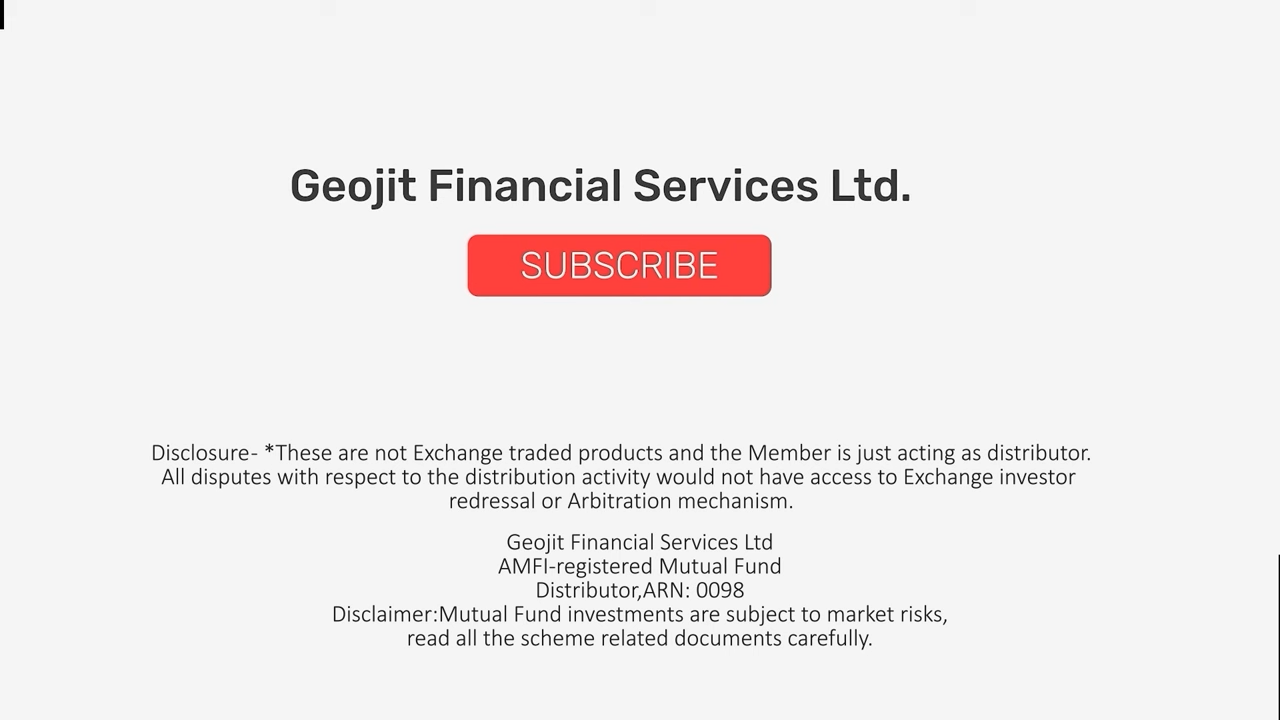 Geojit Financial Services Ltd.
SUBSCRIBE
Disclosure- *These are not Exchange traded products and the Member is just acting as distributor.
All disputes with respect to the distribution activity would not have access to Exchange investor
redressal or Arbitration mechanism.
Geojit Financial Services Ltd
AMFI-registered Mutual Fund
Distributor,ARN: 0098
Disclaimer:Mutual Fund investments are subject to market risks,
read all the scheme related documents carefully.